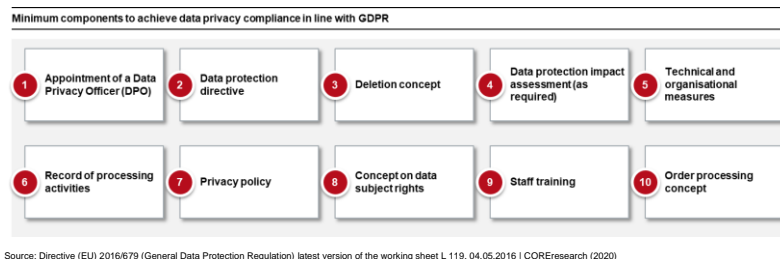 Minimum components to achieve data privacy compliance in line with GDPR
1
Appointment of a Data
Privacy Officer (DPO)
2
Data protection
directive
3
Deletion concept
4
Data protection impact
assessment (as
required)
5
Technical and
organisational
measures
6
Record of processing
activities
7
Privacy policy
8
Concept on data
subject rights
9
Staff training
10
Order processing
concept
Source: Directive (EU) 2016/679 (General Data Protection Regulation) latest version of the working sheet L 119, 04.05.2016 | COREresearch (2020)